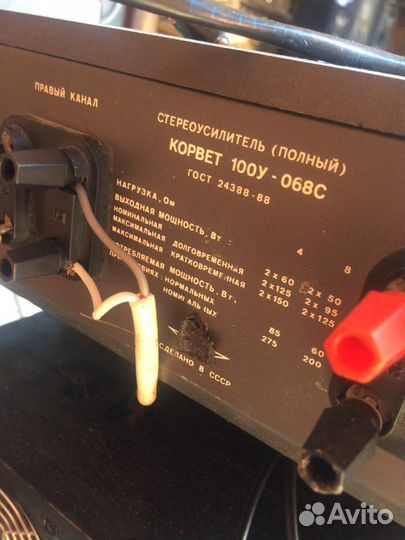 ПРАВЫЙ КАНАЛ
СТЕРЕОУСИЛИТЕЛЬ (ПОЛНЫЙ)
КОРВЕТ 100У-068С
ГОСТ 24388-88
НАГРУЗКА, Ом 4 8
ВЫХОДНАЯ МОЩНОСТЬ, Вт :
НОМИНАЛЬНАЯ 2 х 60 2 х 50
МАКСИМАЛЬНАЯ ДОЛГОВРЕМЕННАЯ 2 х 125 2 х 95
МАКСИМАЛЬНАЯ КРАТКОВРЕМЕННАЯ 2 х 150 2 х 125
ПОТРЕБЛЯЕМАЯ МОЩНОСТЬ, Вт,
НОРМАЛЬНЫХ 85 60
275 200
СДЕЛАНО В СССР
Avito